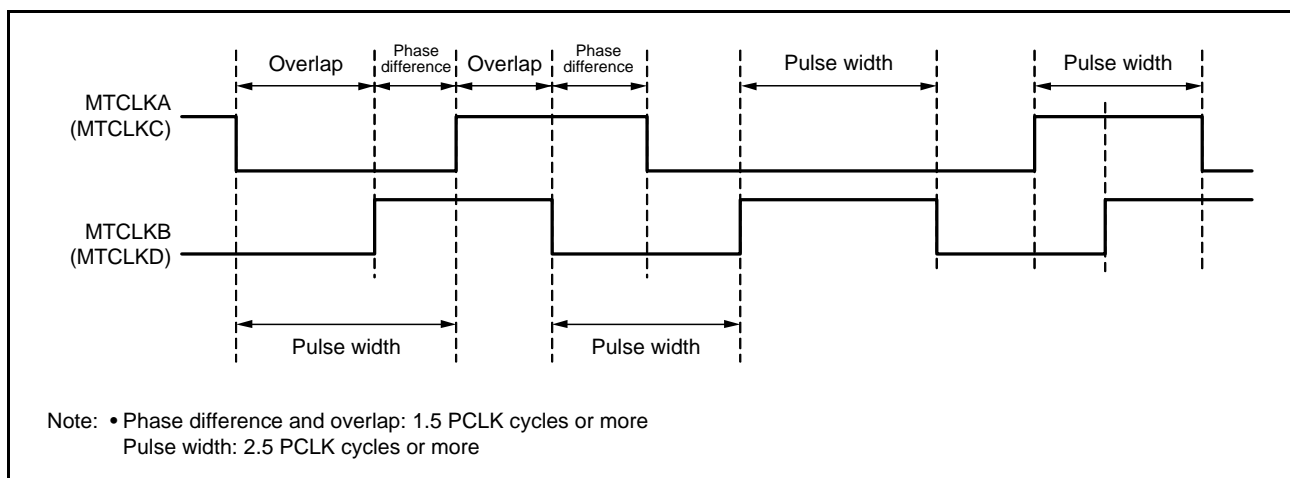 Overlap
Phase
difference
Overlap
Phase
difference
Pulse width
Pulse width
MTCLKA
(MTCLKC)
MTCLKB
(MTCLKD)
Pulse width
Pulse width
Note: • Phase difference and overlap: 1.5 PCLK cycles or more
Pulse width: 2.5 PCLK cycles or more